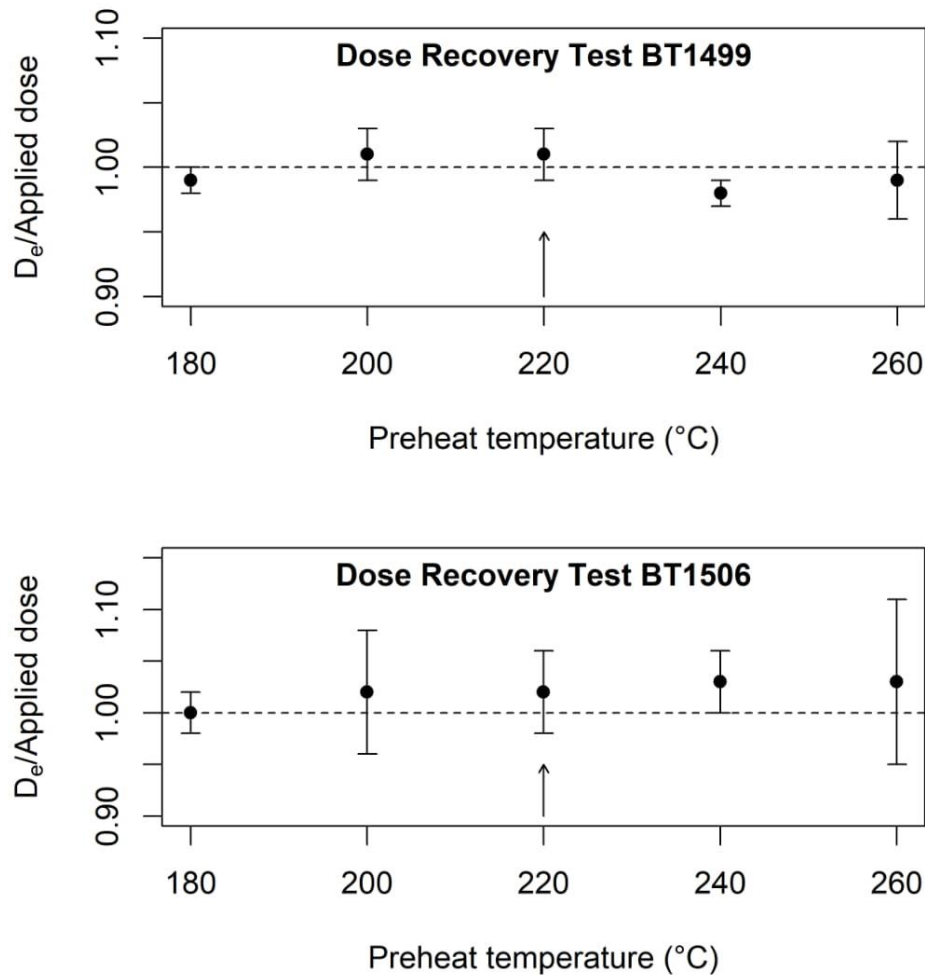 Dose Recovery Test BT1499
Dₑ/Applied dose
1.10
1.00
0.90
180 200 220 240 260
Preheat temperature (°C)
Dose Recovery Test BT1506
Dₑ/Applied dose
1.10
1.00
0.90
180 200 220 240 260
Preheat temperature (°C)